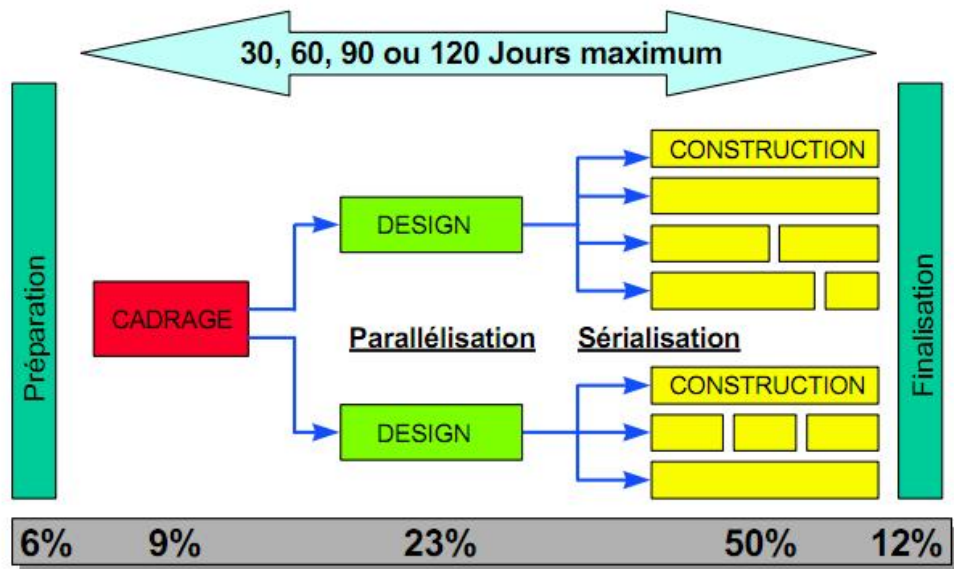 30, 60, 90 ou 120 Jours maximum
Préparation
CADRAGE
DESIGN
CONSTRUCTION
Parallélisation
Sérialisation
DESIGN
CONSTRUCTION
Finalisation
6% 9% 23% 50% 12%